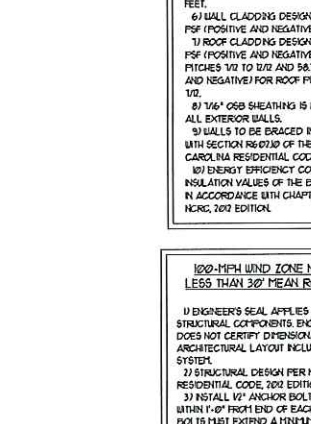 FEET.
6) WALL CLADDING DESIGN
PSF (POSITIVE AND NEGATIVE
7) ROOF CLADDING DESIGN
PSF (POSITIVE AND NEGATIVE
PITCHES 7/12 TO 12/12 AND 58.
AND NEGATIVE) FOR ROOF PI
7/12.
8) 7/16" OSB SHEATHING IS
ALL EXTERIOR WALLS.
9) WALLS TO BE BRACED IN
WITH SECTION R602.10 OF THE
CAROLINA RESIDENTIAL COD
10) ENERGY EFFICIENCY CO
INSULATION VALUES OF THE B
IN ACCORDANCE WITH CHAPT
NCRC, 2012 EDITION.
100-MPH WIND ZONE N
LESS THAN 30' MEAN R
1) ENGINEER'S SEAL APPLIES
STRUCTURAL COMPONENTS. ENG
DOES NOT CERTIFY DIMENSION
ARCHITECTURAL LAYOUT INCLU
SYSTEM.
2) STRUCTURAL DESIGN PER N
RESIDENTIAL CODE, 2012 EDITI
3) INSTALL 1/2" ANCHOR BOLT
WITHIN 1'-0" FROM END OF EAC
BOLTS MUST EXTEND A MINIMUM